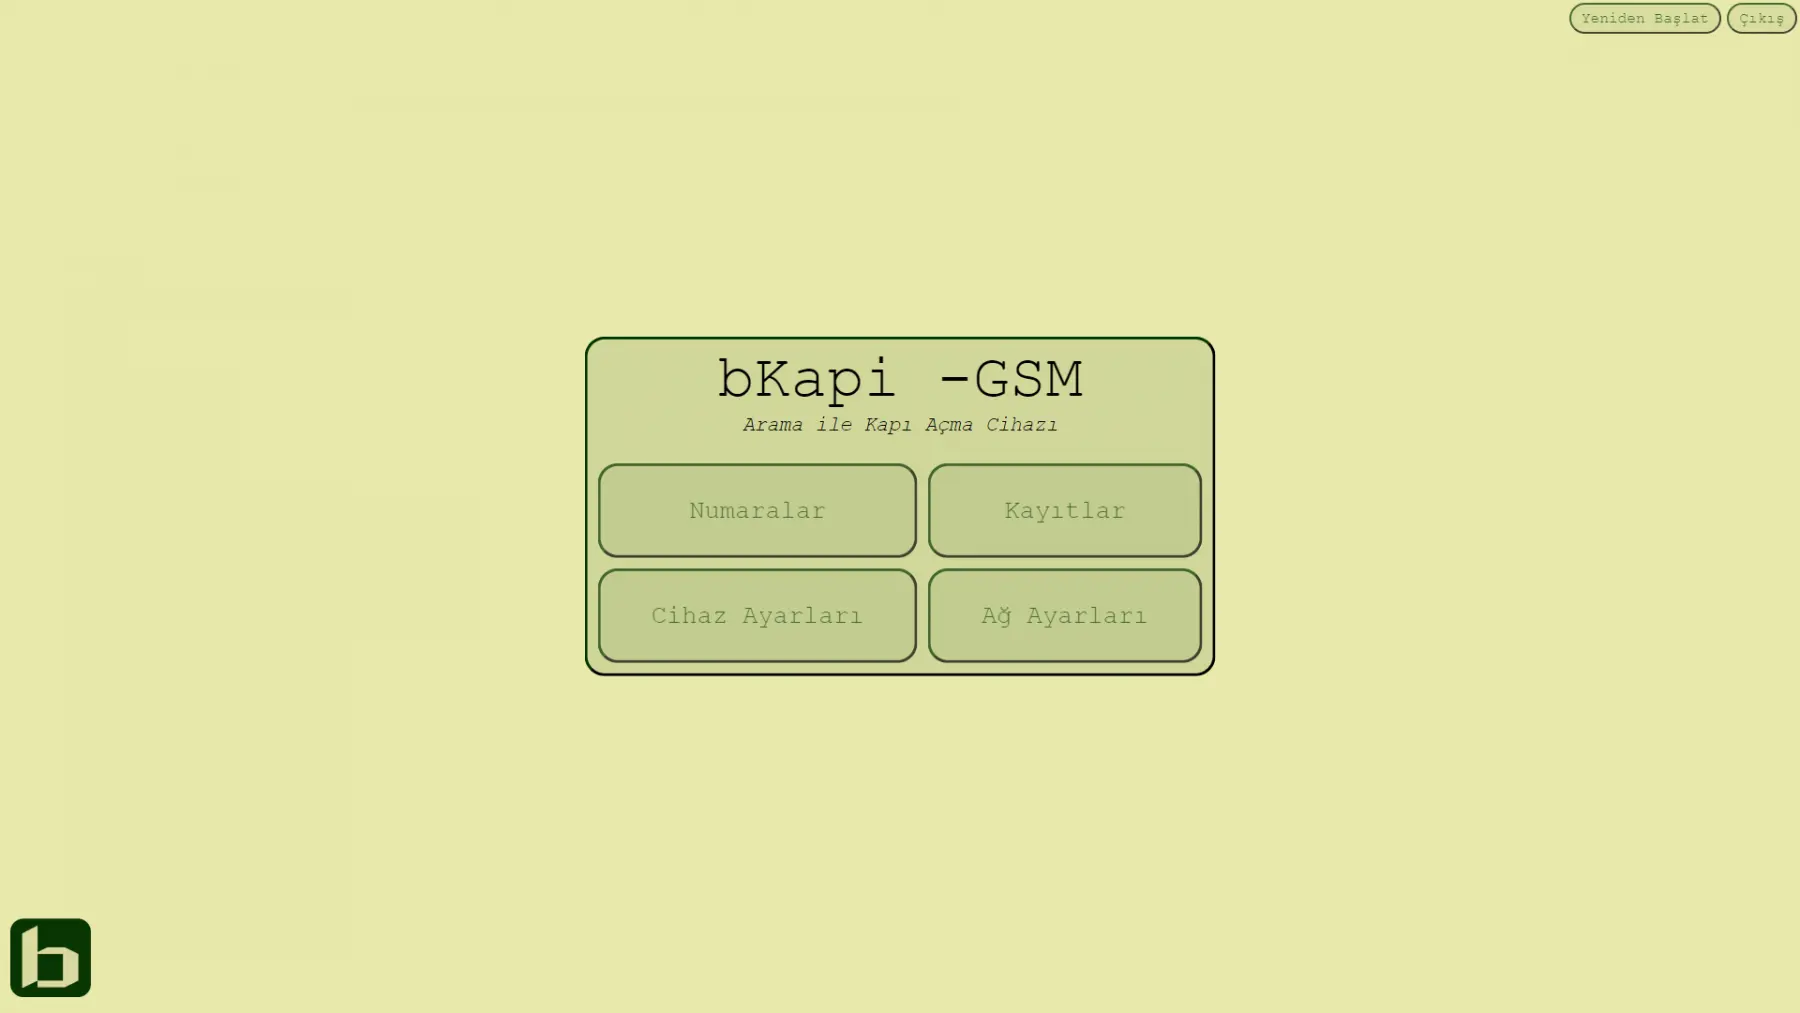 Yeniden Başlat Çıkış
bKapi -GSM
Arama ile Kapı Açma Cihazı
Numaralar Kayıtlar
Cihaz Ayarları Ağ Ayarları
b